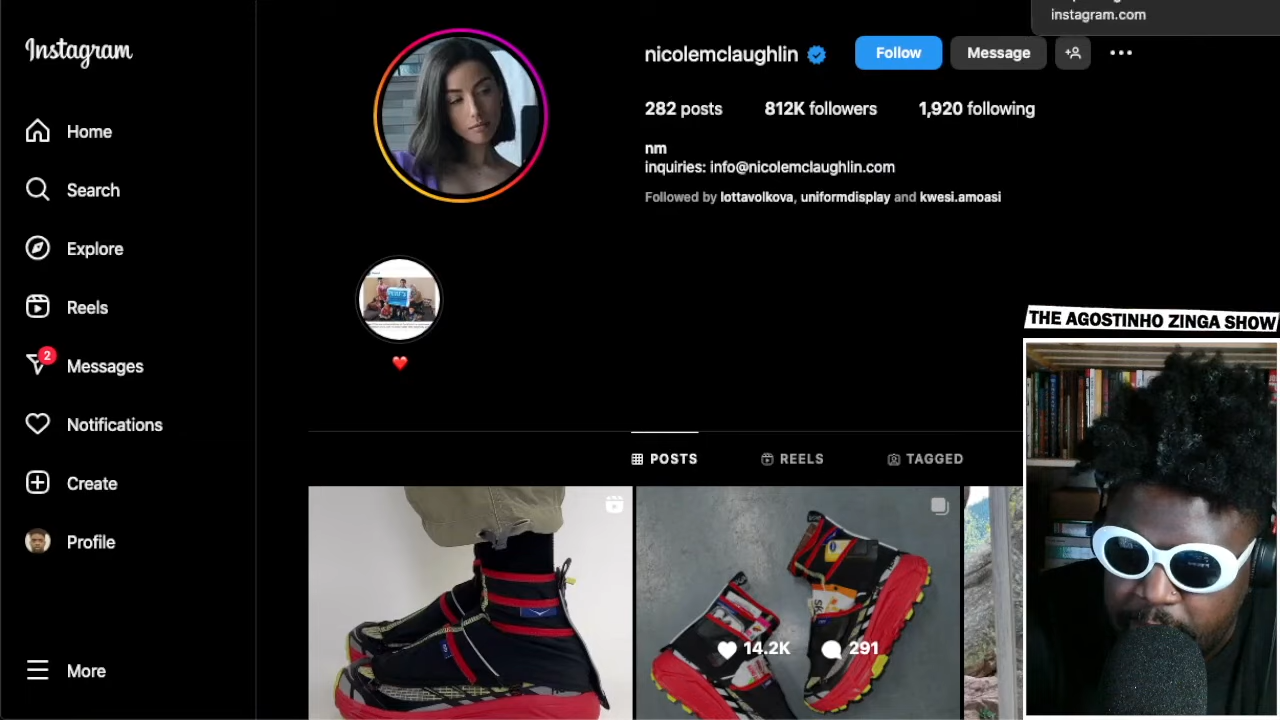 instagram.com
Instagram
nicolemclaughlin
Follow
Message
282 posts
812K followers
1,920 following
nm
inquiries: info@nicolemclaughlin.com
Followed by lottavolkova, uniformdisplay and kwesi.amoasi
Home
Search
Explore
Reels
2
Messages
Notifications
Create
Profile
More
❤️
POSTS
REELS
TAGGED
14.2K
291
THE AGOSTINHO ZINGA SHOW